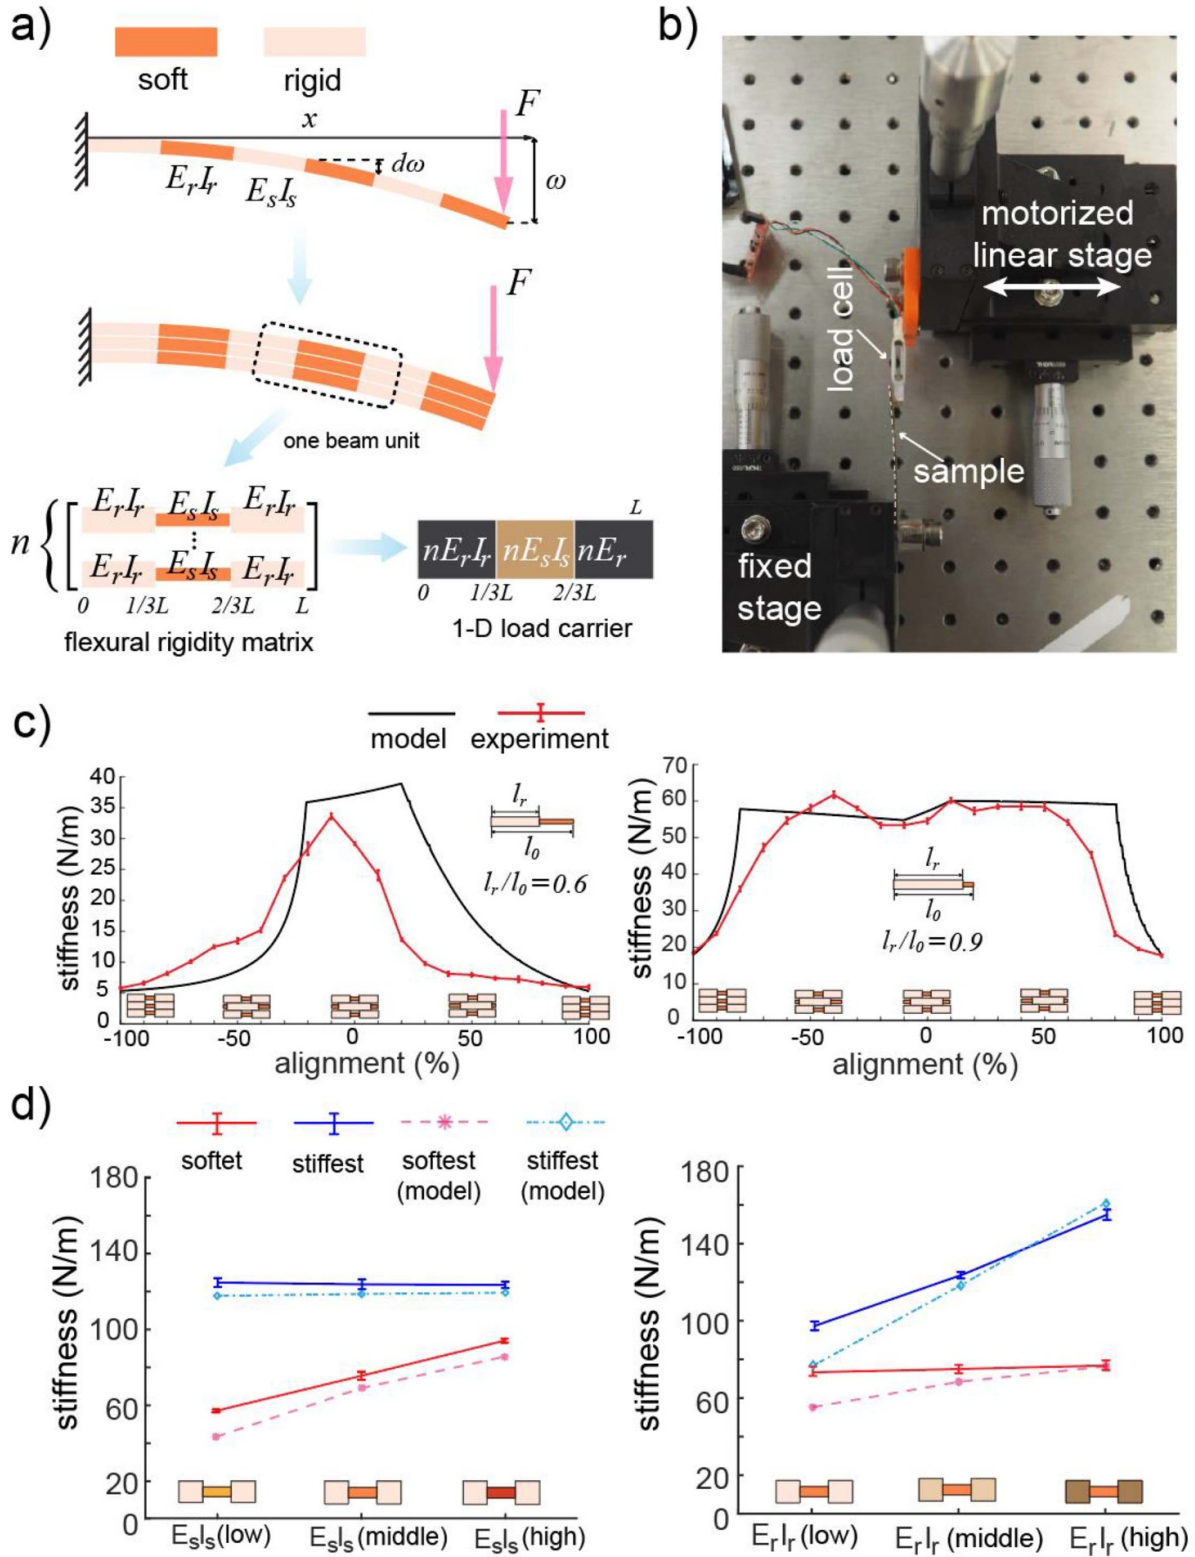 a)
soft
rigid
x
F
dω
ω
EᵣIᵣ
EₛIₛ
F
one beam unit
n
EᵣIᵣ EₛIₛ EᵣIᵣ
⋮
EᵣIᵣ EₛIₛ EᵣIᵣ
0 1/3L 2/3L L
flexural rigidity matrix
L
nEᵣIᵣ nEₛIₛ nEᵣ
0 1/3L 2/3L
1-D load carrier
b)
motorized
linear stage
load cell
sample
fixed
stage
c)
model
experiment
stiffness (N/m)
40
35
30
25
20
15
10
5
0
-100 -50 0 50 100
alignment (%)
lᵣ
l₀
lᵣ/l₀=0.6
stiffness (N/m)
70
60
50
40
30
20
10
0
-100 -50 0 50 100
alignment (%)
lᵣ
l₀
lᵣ/l₀=0.9
d)
softet
stiffest
softest
(model)
stiffest
(model)
stiffness (N/m)
180
140
100
60
20
0
EₛIₛ(low) EₛIₛ(middle) EₛIₛ(high)
stiffness (N/m)
180
140
100
60
20
0
EᵣIᵣ (low) EᵣIᵣ (middle) EᵣIᵣ (high)